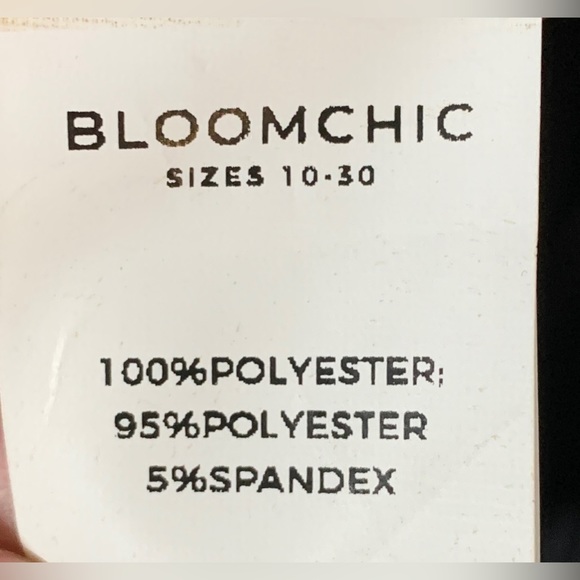 BLOOMCHIC
SIZES 10-30
100%POLYESTER;
95%POLYESTER
5%SPANDEX